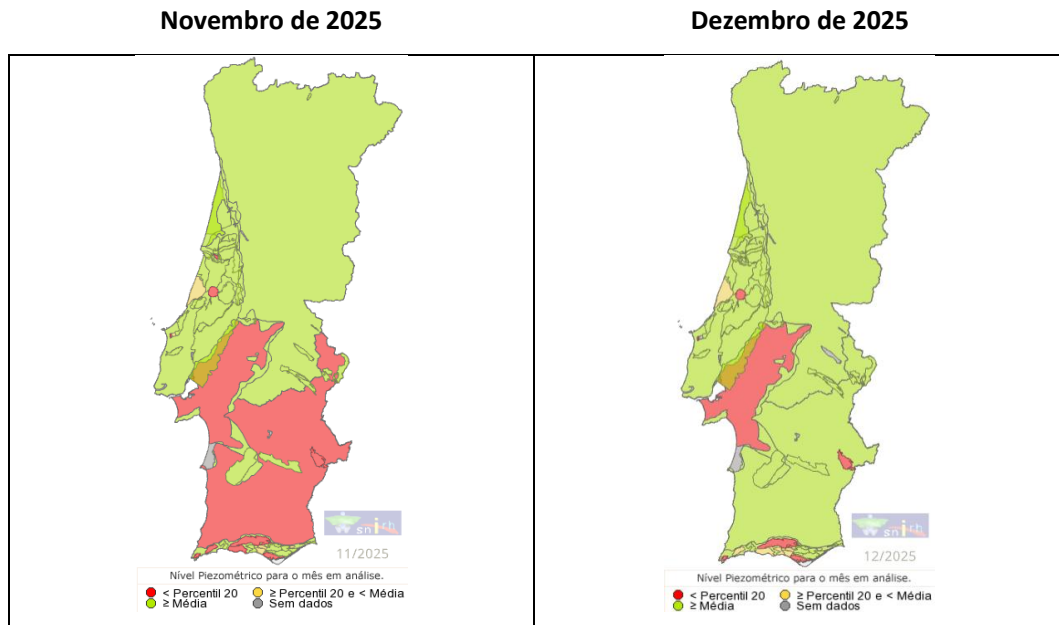 Novembro de 2025
Dezembro de 2025
snirh
11/2025
Nível Piezométrico para o mês em análise.
< Percentil 20
≥ Percentil 20 e < Média
≥ Média
Sem dados
snirh
12/2025
Nível Piezométrico para o mês em análise.
< Percentil 20
≥ Percentil 20 e < Média
≥ Média
Sem dados